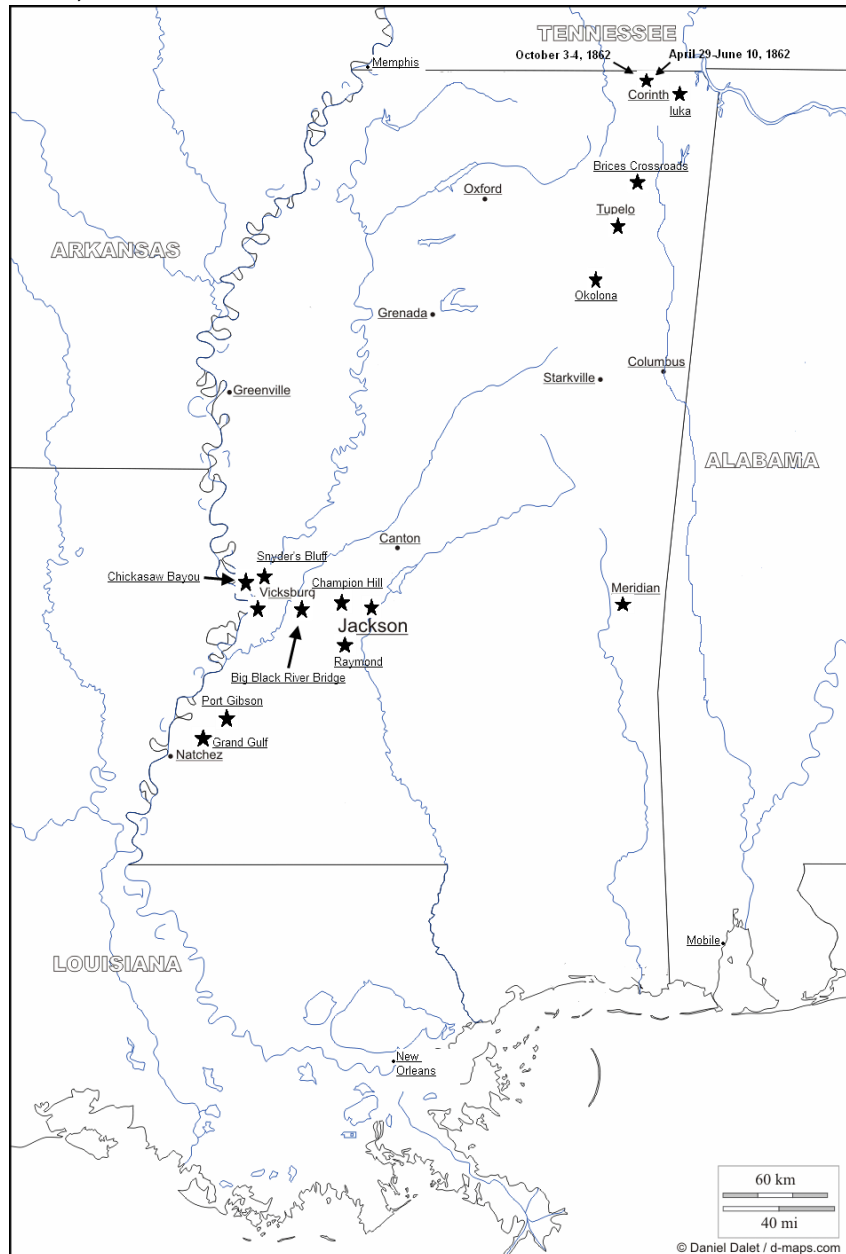 TENNESSEE
October 3-4, 1862
April 29-June 10, 1862
Memphis
Corinth
Iuka
Brices Crossroads
Oxford
Tupelo
ARKANSAS
Okolona
Grenada
Columbus
Starkville
Greenville
ALABAMA
Canton
Snyder's Bluff
Chickasaw Bayou
Champion Hill
Vicksburg
Meridian
Jackson
Raymond
Big Black River Bridge
Port Gibson
Grand Gulf
Natchez
Mobile
LOUISIANA
New
Orleans
60 km
40 mi
© Daniel Dalet / d-maps.com